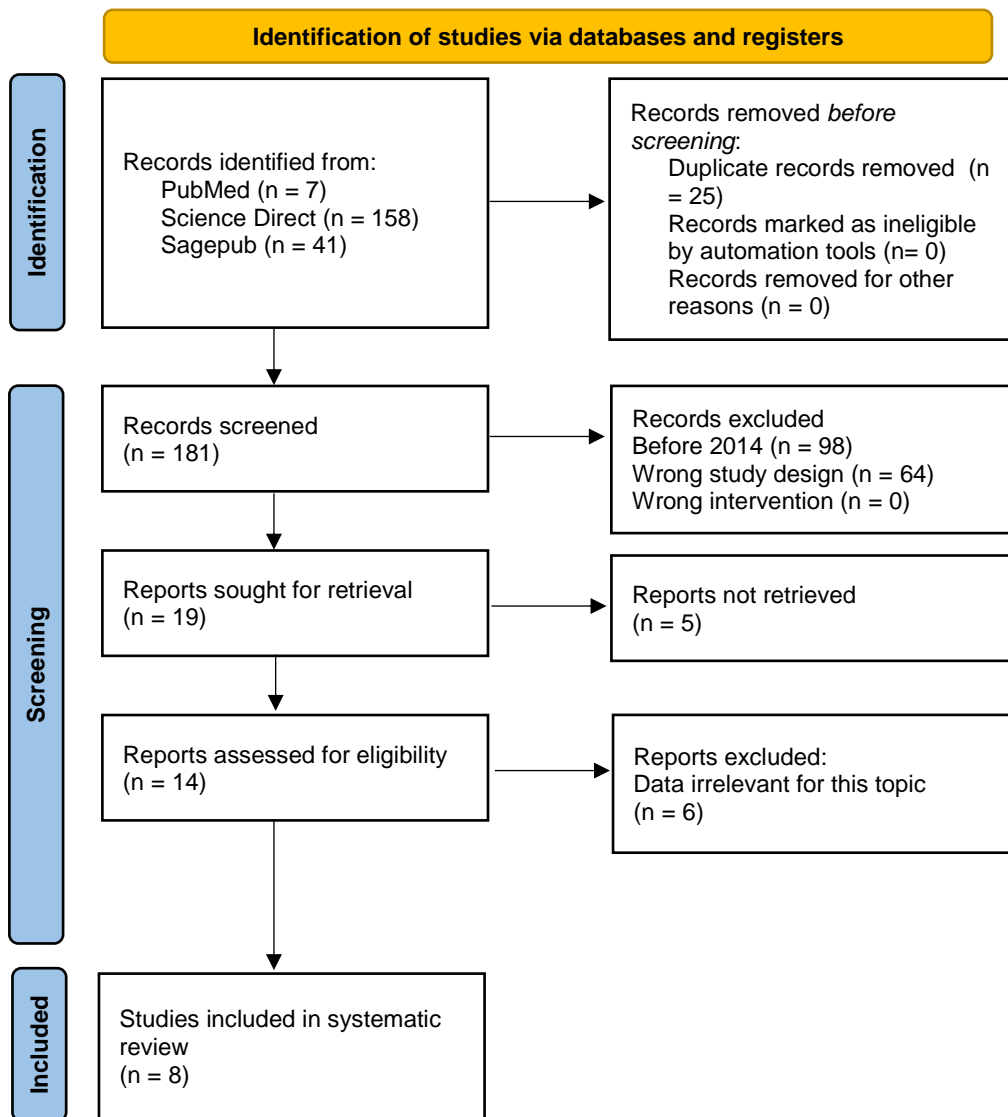 Identification of studies via databases and registers
Identification
Records identified from:
PubMed (n = 7)
Science Direct (n = 158)
Sagepub (n = 41)
Records removed before
screening:
Duplicate records removed  (n
= 25)
Records marked as ineligible
by automation tools (n= 0)
Records removed for other
reasons (n = 0)
Screening
Records screened
(n = 181)
Records excluded
Before 2014 (n = 98)
Wrong study design (n = 64)
Wrong intervention (n = 0)
Reports sought for retrieval
(n = 19)
Reports not retrieved
(n = 5)
Reports assessed for eligibility
(n = 14)
Reports excluded:
Data irrelevant for this topic
(n = 6)
Included
Studies included in systematic
review
(n = 8)